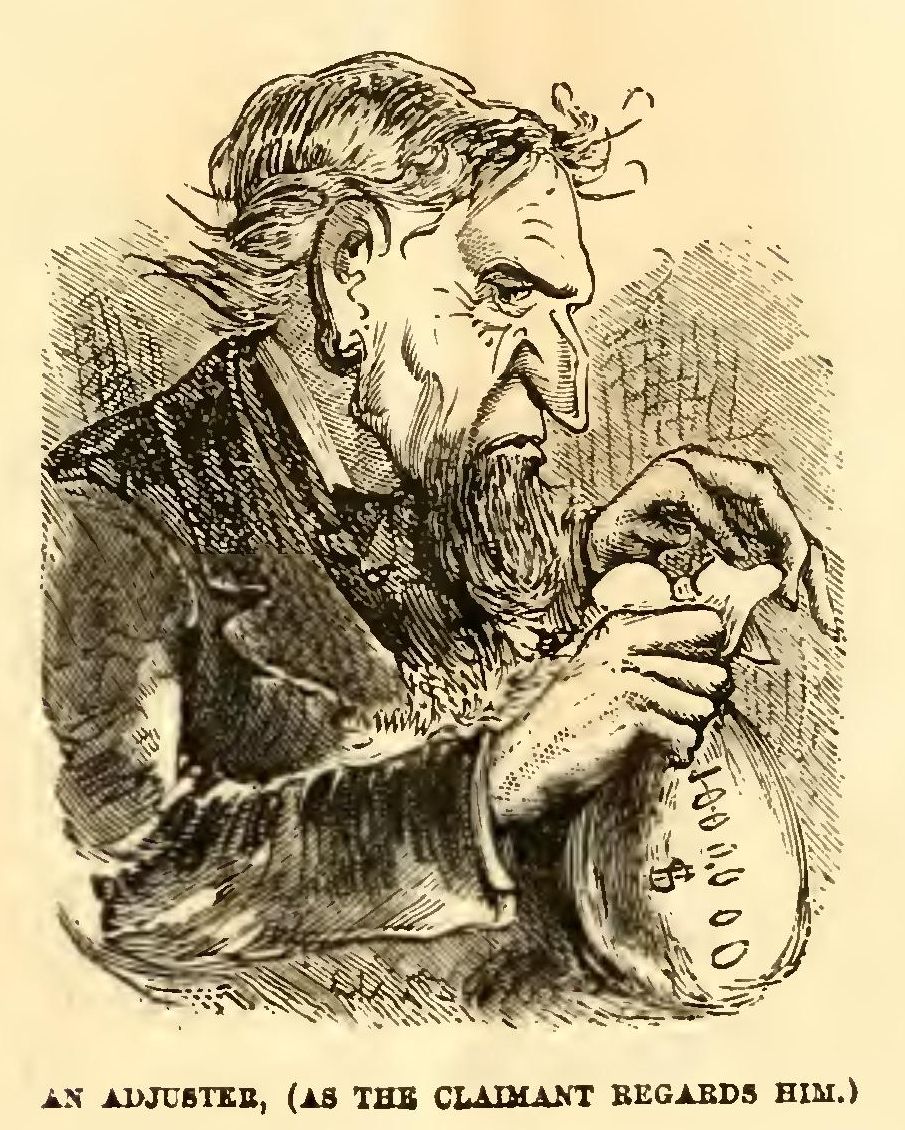 $
AN ADJUSTER, (AS THE CLAIMANT REGARDS HIM.)